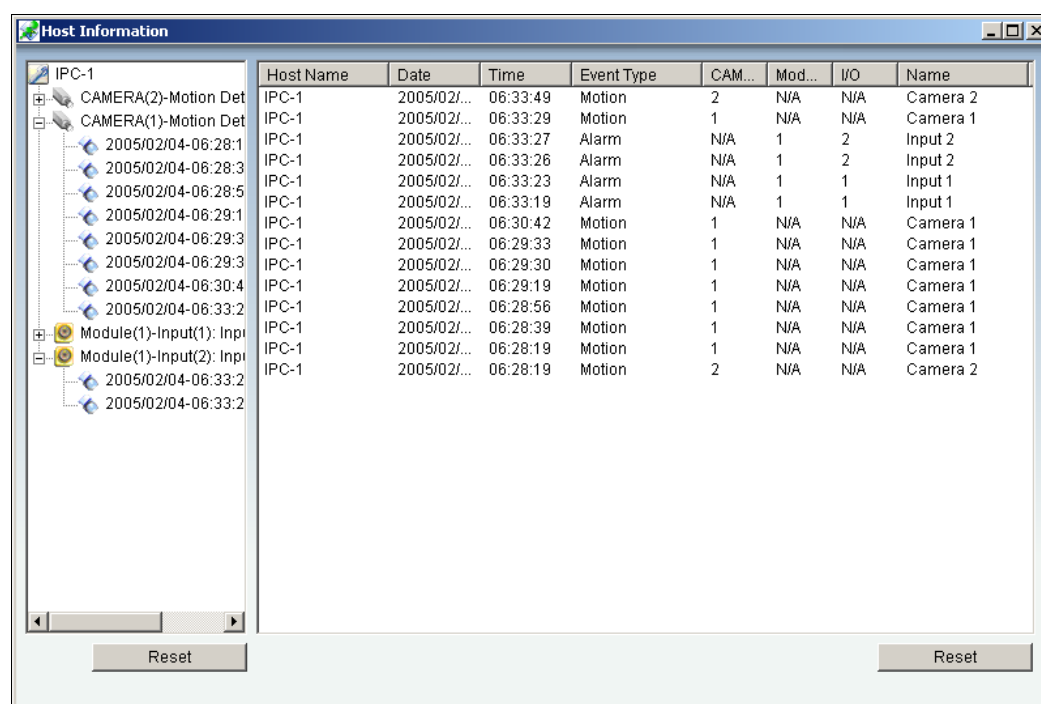 Host Information
IPC-1
CAMERA(2)-Motion Det
CAMERA(1)-Motion Det
2005/02/04-06:28:1
2005/02/04-06:28:3
2005/02/04-06:28:5
2005/02/04-06:29:1
2005/02/04-06:29:3
2005/02/04-06:29:3
2005/02/04-06:30:4
2005/02/04-06:33:2
Module(1)-Input(1): Inpu
Module(1)-Input(2): Inpu
2005/02/04-06:33:2
2005/02/04-06:33:2
Reset
Host Name Date Time Event Type CAM... Mod... I/O Name
IPC-1 2005/02/... 06:33:49 Motion 2 N/A N/A Camera 2
IPC-1 2005/02/... 06:33:29 Motion 1 N/A N/A Camera 1
IPC-1 2005/02/... 06:33:27 Alarm N/A 1 2 Input 2
IPC-1 2005/02/... 06:33:26 Alarm N/A 1 2 Input 2
IPC-1 2005/02/... 06:33:23 Alarm N/A 1 1 Input 1
IPC-1 2005/02/... 06:33:19 Alarm N/A 1 1 Input 1
IPC-1 2005/02/... 06:30:42 Motion 1 N/A N/A Camera 1
IPC-1 2005/02/... 06:29:33 Motion 1 N/A N/A Camera 1
IPC-1 2005/02/... 06:29:30 Motion 1 N/A N/A Camera 1
IPC-1 2005/02/... 06:29:19 Motion 1 N/A N/A Camera 1
IPC-1 2005/02/... 06:28:56 Motion 1 N/A N/A Camera 1
IPC-1 2005/02/... 06:28:39 Motion 1 N/A N/A Camera 1
IPC-1 2005/02/... 06:28:19 Motion 1 N/A N/A Camera 1
IPC-1 2005/02/... 06:28:19 Motion 2 N/A N/A Camera 2
Reset